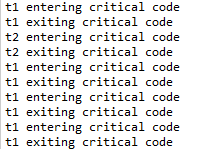 t1 entering critical code
t1 exiting critical code
t2 entering critical code
t2 exiting critical code
t1 entering critical code
t1 exiting critical code
t1 entering critical code
t1 exiting critical code
t1 entering critical code
t1 exiting critical code